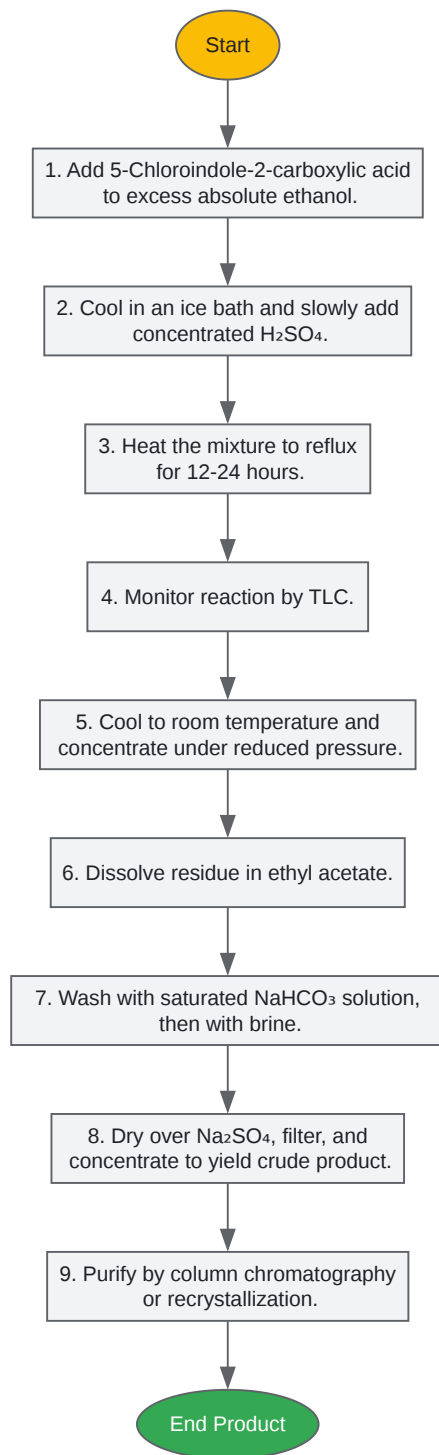 Start
1. Add 5-Chloroindole-2-carboxylic acid
to excess absolute ethanol.
2. Cool in an ice bath and slowly add
concentrated H₂SO₄.
3. Heat the mixture to reflux
for 12-24 hours.
4. Monitor reaction by TLC.
5. Cool to room temperature and
concentrate under reduced pressure.
6. Dissolve residue in ethyl acetate.
7. Wash with saturated NaHCO₃ solution,
then with brine.
8. Dry over Na₂SO₄, filter, and
concentrate to yield crude product.
9. Purify by column chromatography
or recrystallization.
End Product